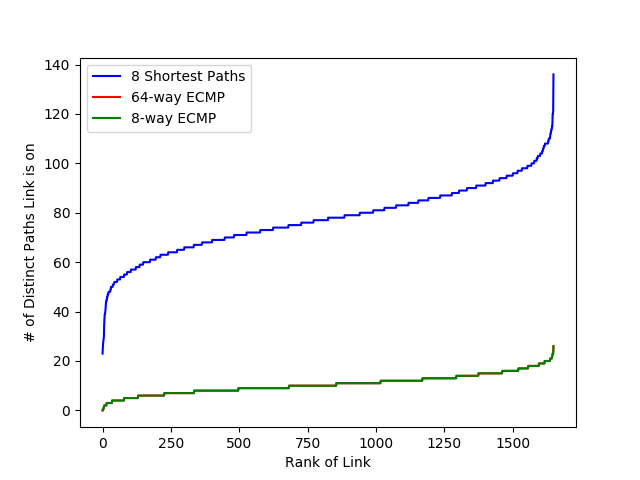 140
120
100
80
60
40
20
0
# of Distinct Paths Link is on
8 Shortest Paths
64-way ECMP
8-way ECMP
0 250 500 750 1000 1250 1500
Rank of Link